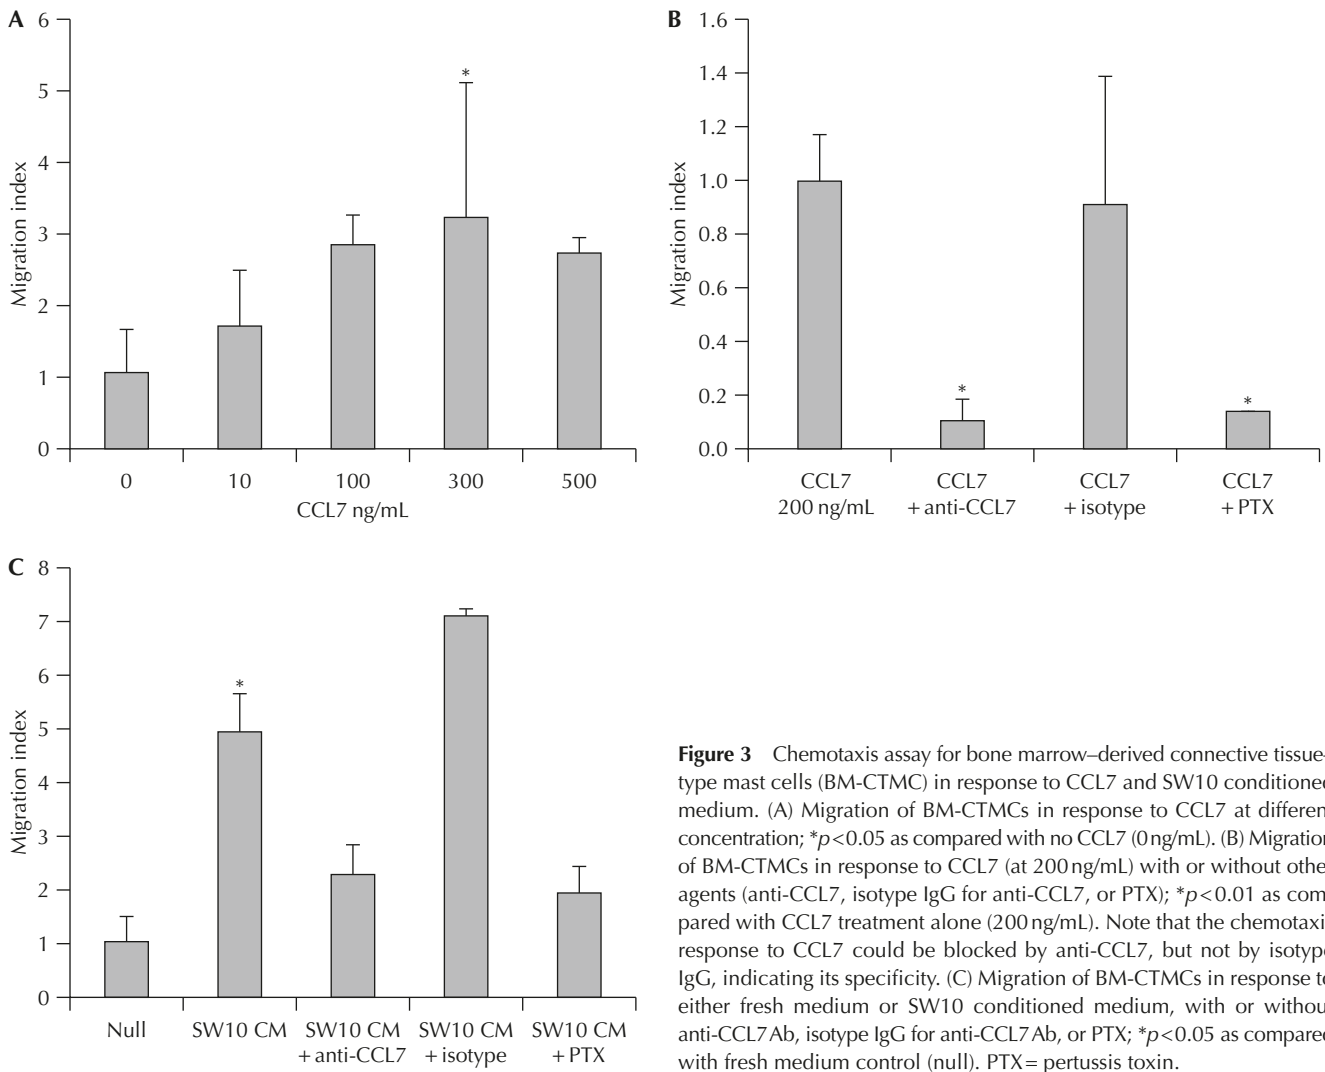 A
6
5
4
3
2
1
0
Migration index
*
0 10 100 300 500
CCL7 ng/mL
B
1.6
1.4
1.2
1.0
0.8
0.6
0.4
0.2
0.0
Migration index
*
*
CCL7 CCL7 CCL7 CCL7
200 ng/mL + anti-CCL7 + isotype + PTX
C
8
7
6
5
4
3
2
1
0
Migration index
*
Null SW10 CM SW10 CM SW10 CM SW10 CM
+ anti-CCL7 + isotype + PTX
Figure 3 Chemotaxis assay for bone marrow–derived connective tissue-
type mast cells (BM-CTMC) in response to CCL7 and SW10 conditioned
medium. (A) Migration of BM-CTMCs in response to CCL7 at differen
concentration; *p<0.05 as compared with no CCL7 (0 ng/mL). (B) Migration
of BM-CTMCs in response to CCL7 (at 200 ng/mL) with or without othe
agents (anti-CCL7, isotype IgG for anti-CCL7, or PTX); *p<0.01 as com
pared with CCL7 treatment alone (200 ng/mL). Note that the chemotaxi
response to CCL7 could be blocked by anti-CCL7, but not by isotype
IgG, indicating its specificity. (C) Migration of BM-CTMCs in response to
either fresh medium or SW10 conditioned medium, with or withou
anti-CCL7Ab, isotype IgG for anti-CCL7Ab, or PTX; *p<0.05 as compared
with fresh medium control (null). PTX = pertussis toxin.